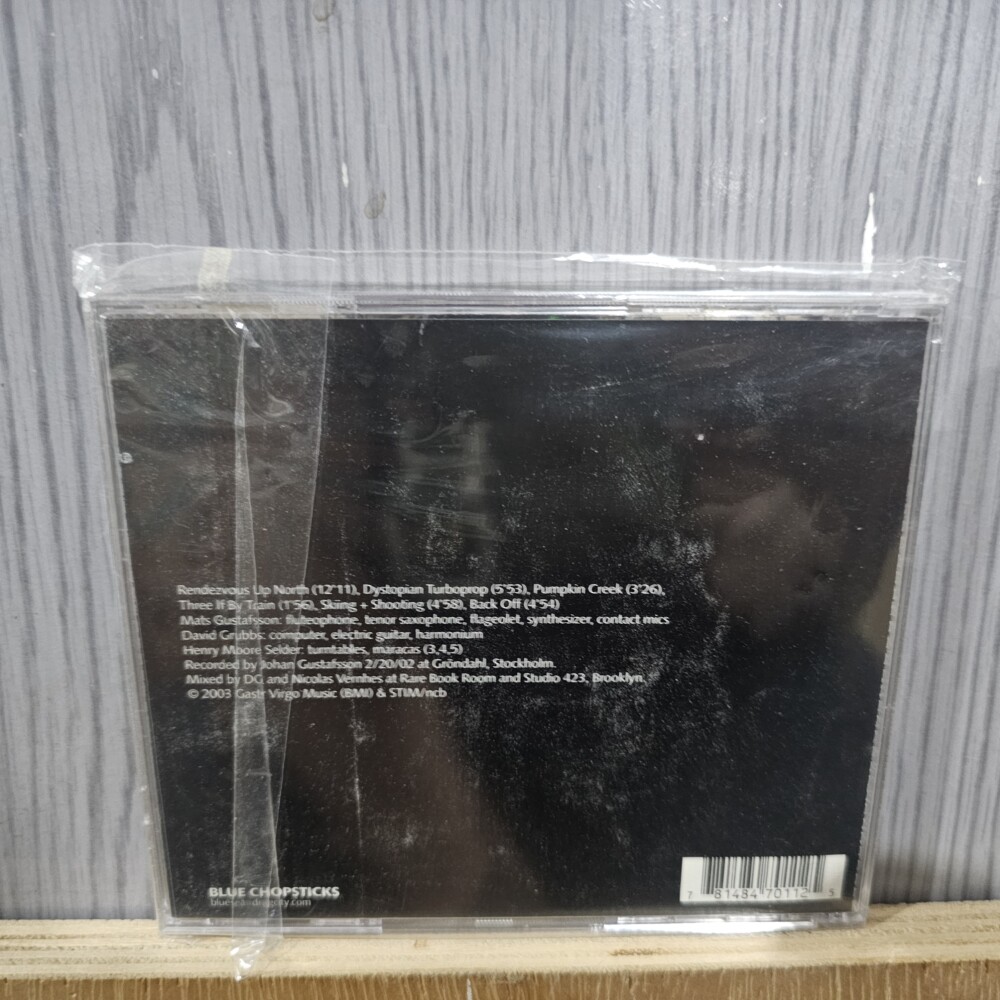 Rendezvous Up North (12"11), Dystopian Turboprop (5"53), Pumpkin Creek (3"26),
Three If By Train (1"56), Skiing + Shooting (4"58), Back Off (4"54)
Mats Gustafsson: fluteophone, tenor saxophone, flageolet, synthesizer, contact mics
David Grubbs: computer, electric guitar, harmonium
Henry Moore Selder: turntables, maracas (3,4,5)
Recorded by Johan Gustafsson 2/20/02 at Gröndahl, Stockholm.
Mixed by DG and Nicolas Vernhes at Rare Book Room and Studio 423, Brooklyn.
© 2003 Gastr Virgo Music (BMI) & STIM/ncb
BLUE CHOPSTICKS
7 81484 70112 5